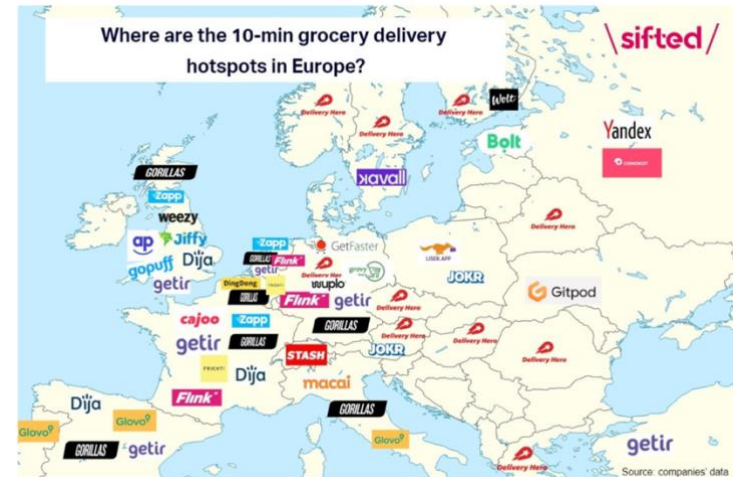 Where are the 10-min grocery delivery
hotspots in Europe?
\sifted/
Delivery Hero
Delivery Hero
Delivery Hero
Wolt
Bolt
Yandex
kavall
GORILLAS
Zapp
weezy
ap
Jiffy
gopuff
Dija
getir
Delivery Hero
Zapp
GORILLAS
Flink
getir
GetFaster
Delivery Her
wuplo
LISEK.APP
JOKR
DingDong
FRICHTI
GORILLAS
Flink
getir
Delivery Hero
Gitpod
cajoo
Zapp
GORILLAS
Delivery Hero
getir
GORILLAS
STASH
JOKR
Delivery Hero
Delivery Hero
FRICHTI
Dija
macai
Flink
Dija
GORILLAS
Glovo
Glovo
GORILLAS
getir
Glovo
Delivery Hero
getir
Source: companies' data